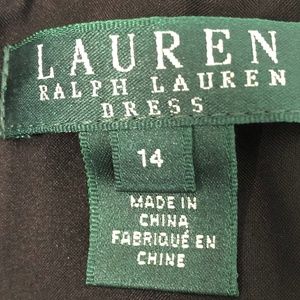 LAUREN
RALPH LAUREN
DRESS
14
MADE IN
CHINA
FABRIQUÉ EN
CHINE